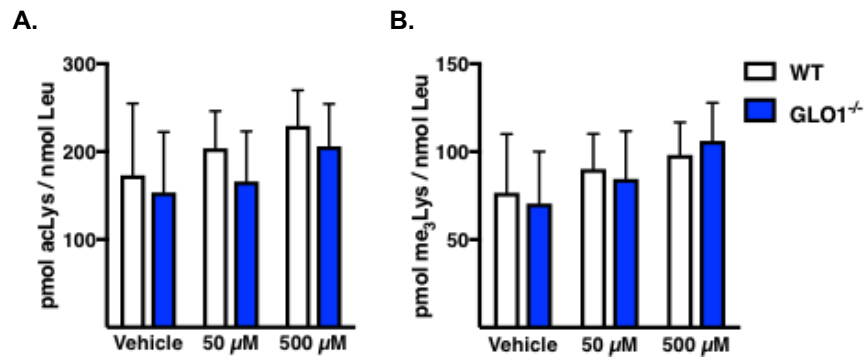 A.
B.
300
200
100
pmol acLys / nmol Leu
Vehicle 50 µM 500 µM
150
100
50
pmol me₃Lys / nmol Leu
Vehicle 50 µM 500 µM
WT
GLO1⁻/⁻